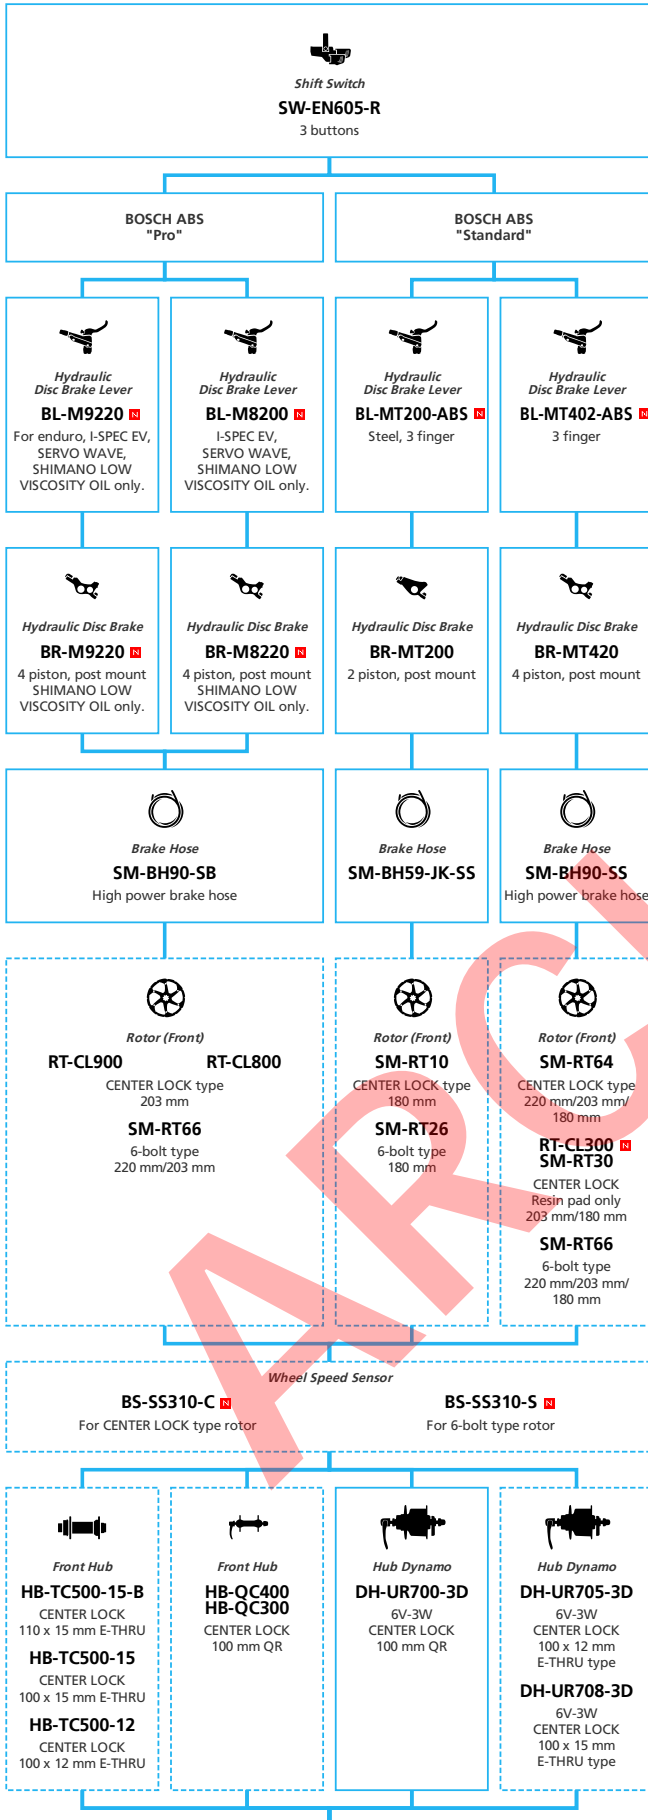 Shift Switch
SW-EN605-R
3 buttons
BOSCH ABS
"Pro"
BOSCH ABS
"Standard"
Hydraulic
Disc Brake Lever
BL-M9220 N
For enduro, I-SPEC EV,
SERVO WAVE,
SHIMANO LOW
VISCOSITY OIL only.
Hydraulic
Disc Brake Lever
BL-M8200 N
I-SPEC EV,
SERVO WAVE,
SHIMANO LOW
VISCOSITY OIL only.
Hydraulic
Disc Brake Lever
BL-MT200-ABS N
Steel, 3 finger
Hydraulic
Disc Brake Lever
BL-MT402-ABS N
3 finger
Hydraulic Disc Brake
BR-M9220 N
4 piston, post mount
SHIMANO LOW
VISCOSITY OIL only.
Hydraulic Disc Brake
BR-M8220 N
4 piston, post mount
SHIMANO LOW
VISCOSITY OIL only.
Hydraulic Disc Brake
BR-MT200
2 piston, post mount
Hydraulic Disc Brake
BR-MT420
4 piston, post mount
Brake Hose
SM-BH90-SB
High power brake hose
Brake Hose
SM-BH59-JK-SS
Brake Hose
SM-BH90-SS
High power brake hose
Rotor (Front)
RT-CL900 RT-CL800
CENTER LOCK type
203 mm
SM-RT66
6-bolt type
220 mm/203 mm
Rotor (Front)
SM-RT10
CENTER LOCK type
180 mm
SM-RT26
6-bolt type
180 mm
Rotor (Front)
SM-RT64
CENTER LOCK type
220 mm/203 mm/
180 mm
RT-CL300 N
SM-RT30
CENTER LOCK
Resin pad only
203 mm/180 mm
SM-RT66
6-bolt type
220 mm/203 mm/
180 mm
Wheel Speed Sensor
BS-SS310-C N
For CENTER LOCK type rotor
BS-SS310-S N
For 6-bolt type rotor
Front Hub
HB-TC500-15-B
CENTER LOCK
110 x 15 mm E-THRU
HB-TC500-15
CENTER LOCK
100 x 15 mm E-THRU
HB-TC500-12
CENTER LOCK
100 x 12 mm E-THRU
Front Hub
HB-QC400
HB-QC300
CENTER LOCK
100 mm QR
Hub Dynamo
DH-UR700-3D
6V-3W
CENTER LOCK
100 mm QR
Hub Dynamo
DH-UR705-3D
6V-3W
CENTER LOCK
100 x 12 mm
E-THRU type
DH-UR708-3D
6V-3W
CENTER LOCK
100 x 15 mm
E-THRU type